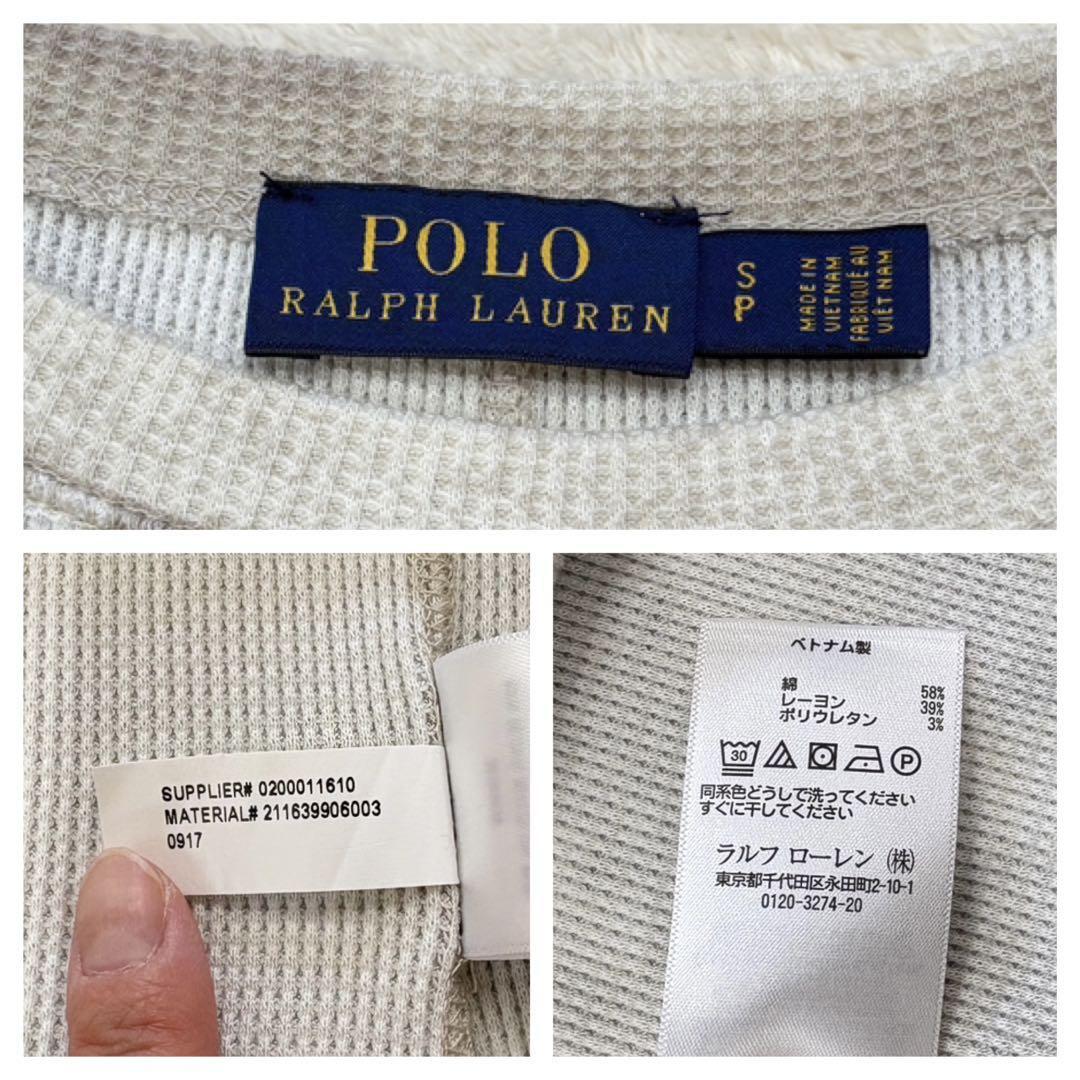 POLO
RALPH LAUREN
S
P
MADE IN
VIETNAM
FABRIQUÉ AU
VIÊT NAM
SUPPLIER# 0200011610
MATERIAL# 211639906003
0917
ベトナム製
綿 58%
レーヨン 39%
ポリウレタン 3%
30
P
同系色どうしで洗ってください
すぐに干してください
ラルフ ローレン (株)
東京都千代田区永田町2-10-1
0120-3274-20